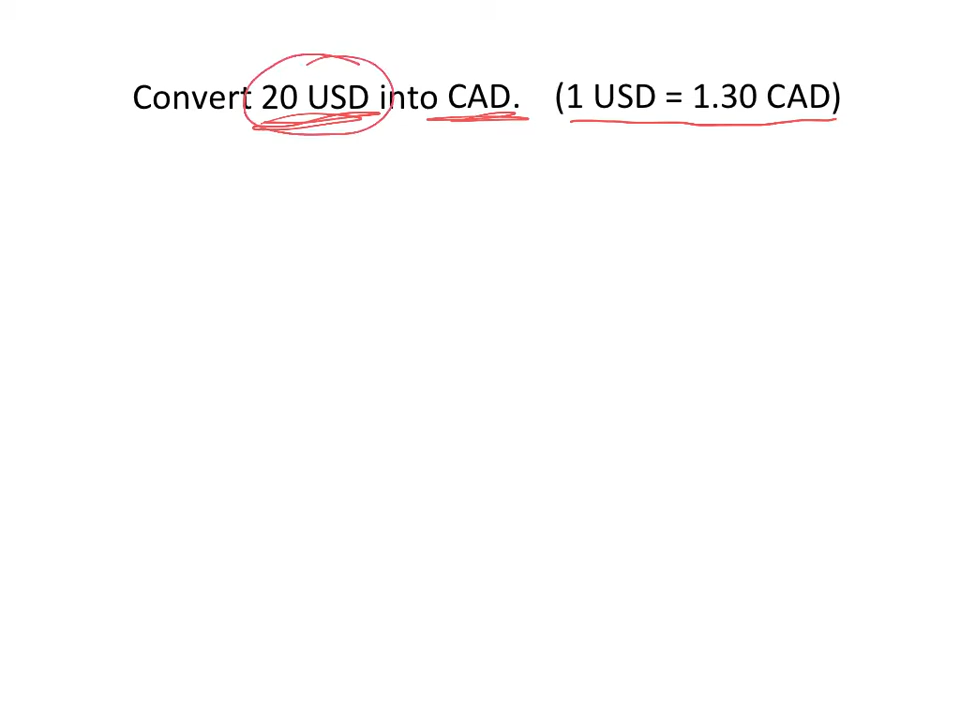 Convert 20 USD into CAD. (1 USD = 1.30 CAD)